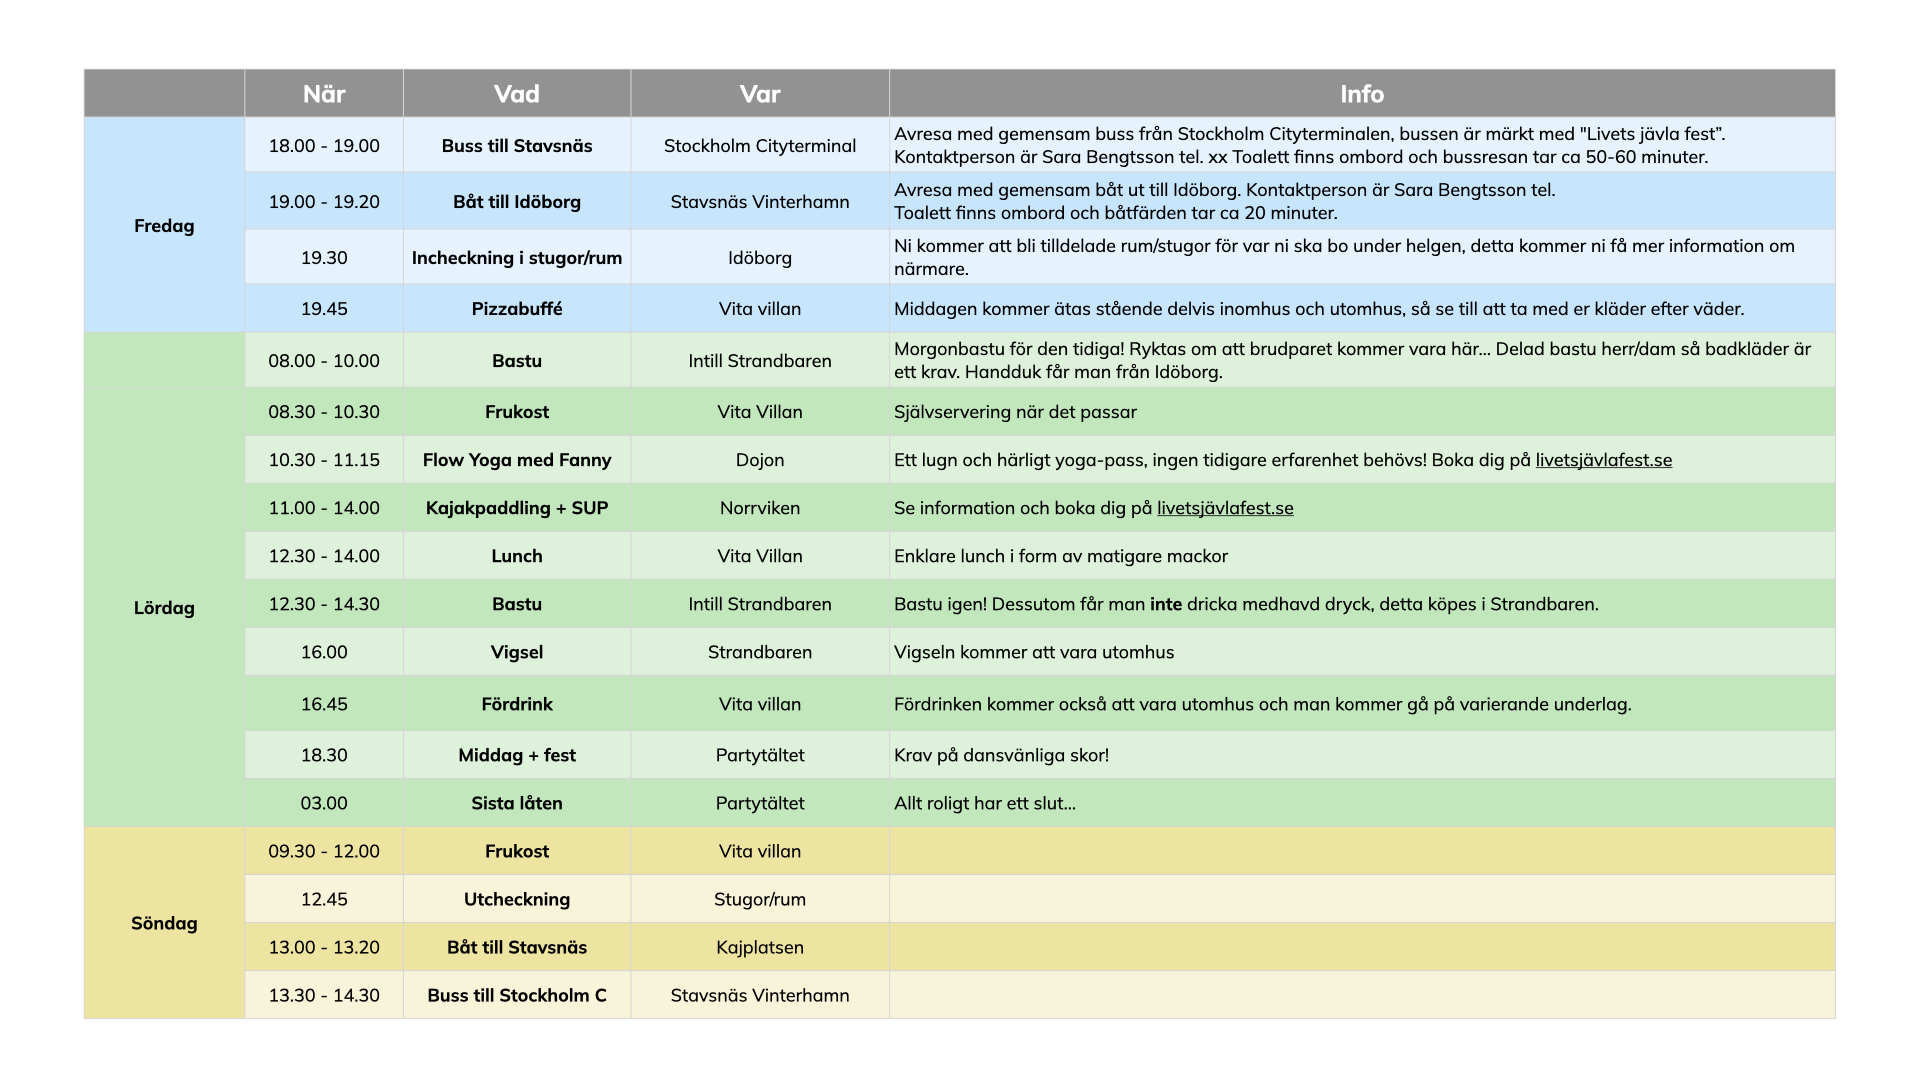 När Vad Var Info
Fredag
18.00 - 19.00 Buss till Stavsnäs Stockholm Cityterminal Avresa med gemensam buss från Stockholm Cityterminalen, bussen är märkt med "Livets jävla fest”.
Kontaktperson är Sara Bengtsson tel. xx Toalett finns ombord och bussresan tar ca 50-60 minuter.
19.00 - 19.20 Båt till Idöborg Stavsnäs Vinterhamn Avresa med gemensam båt ut till Idöborg. Kontaktperson är Sara Bengtsson tel.
Toalett finns ombord och båtfärden tar ca 20 minuter.
19.30 Incheckning i stugor/rum Idöborg Ni kommer att bli tilldelade rum/stugor för var ni ska bo under helgen, detta kommer ni få mer information om
närmare.
19.45 Pizzabuffé Vita villan Middagen kommer ätas stående delvis inomhus och utomhus, så se till att ta med er kläder efter väder.
Lördag
08.00 - 10.00 Bastu Intill Strandbaren Morgonbastu för den tidiga! Ryktas om att brudparet kommer vara här... Delad bastu herr/dam så badkläder är
ett krav. Handduk får man från Idöborg.
08.30 - 10.30 Frukost Vita Villan Självservering när det passar
10.30 - 11.15 Flow Yoga med Fanny Dojon Ett lugn och härligt yoga-pass, ingen tidigare erfarenhet behövs! Boka dig på livetsjävlafest.se
11.00 - 14.00 Kajakpaddling + SUP Norrviken Se information och boka dig på livetsjävlafest.se
12.30 - 14.00 Lunch Vita Villan Enklare lunch i form av matigare mackor
12.30 - 14.30 Bastu Intill Strandbaren Bastu igen! Dessutom får man inte dricka medhavd dryck, detta köpes i Strandbaren.
16.00 Vigsel Strandbaren Vigseln kommer att vara utomhus
16.45 Fördrink Vita villan Fördrinken kommer också att vara utomhus och man kommer gå på varierande underlag.
18.30 Middag + fest Partytältet Krav på dansvänliga skor!
03.00 Sista låten Partytältet Allt roligt har ett slut...
Söndag
09.30 - 12.00 Frukost Vita villan
12.45 Utcheckning Stugor/rum
13.00 - 13.20 Båt till Stavsnäs Kajplatsen
13.30 - 14.30 Buss till Stockholm C Stavsnäs Vinterhamn